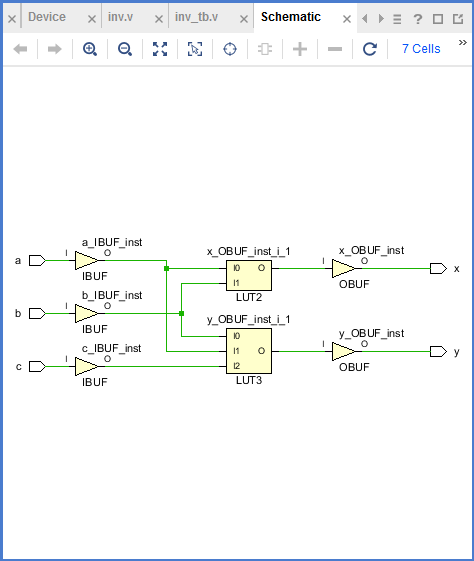 Device
inv.v
inv_tb.v
Schematic
7 Cells
a_IBUF_inst
a
I
O
IBUF
b_IBUF_inst
b
I
O
IBUF
c_IBUF_inst
c
I
O
IBUF
x_OBUF_inst_i_1
I0
O
I1
LUT2
y_OBUF_inst_i_1
I0
I1
O
I2
LUT3
x_OBUF_inst
I
O
OBUF
x
y_OBUF_inst
I
O
OBUF
y